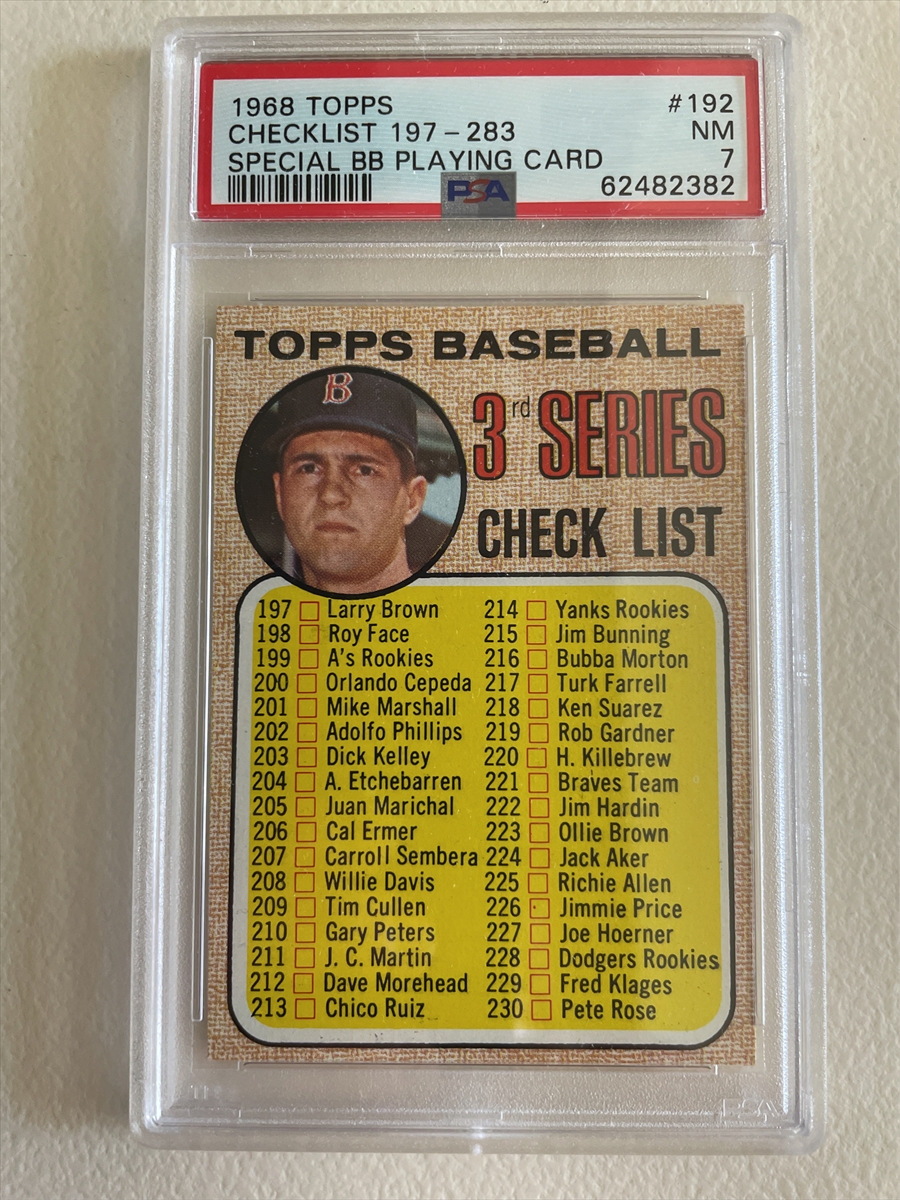 1968 TOPPS #192
CHECKLIST 197-283 NM
SPECIAL BB PLAYING CARD 7
PSA 62482382
TOPPS BASEBALL
B
3rd SERIES
CHECK LIST
197 Larry Brown
198 Roy Face
199 A's Rookies
200 Orlando Cepeda
201 Mike Marshall
202 Adolfo Phillips
203 Dick Kelley
204 A. Etchebarren
205 Juan Marichal
206 Cal Ermer
207 Carroll Sembera
208 Willie Davis
209 Tim Cullen
210 Gary Peters
211 J. C. Martin
212 Dave Morehead
213 Chico Ruiz
214 Yanks Rookies
215 Jim Bunning
216 Bubba Morton
217 Turk Farrell
218 Ken Suarez
219 Rob Gardner
220 H. Killebrew
221 Braves Team
222 Jim Hardin
223 Ollie Brown
224 Jack Aker
225 Richie Allen
226 Jimmie Price
227 Joe Hoerner
228 Dodgers Rookies
229 Fred Klages
230 Pete Rose
PSA